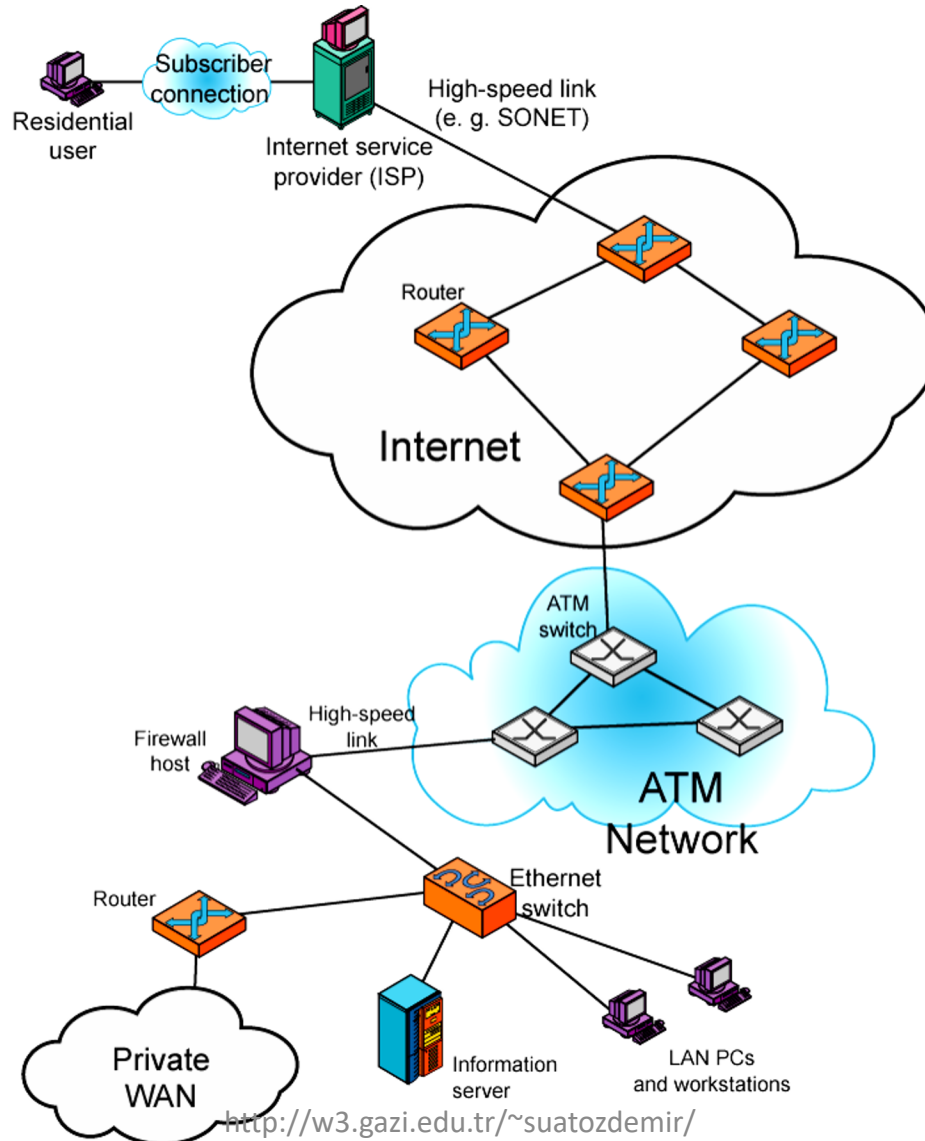 Subscriber
connection
Residential
user
Internet service
provider (ISP)
High-speed link
(e. g. SONET)
Router
Internet
ATM
switch
High-speed
link
Firewall
host
ATM
Network
Ethernet
switch
Router
Private
WAN
Information
server
LAN PCs
and workstations
http://w3.gazi.edu.tr/~suatozdemir/